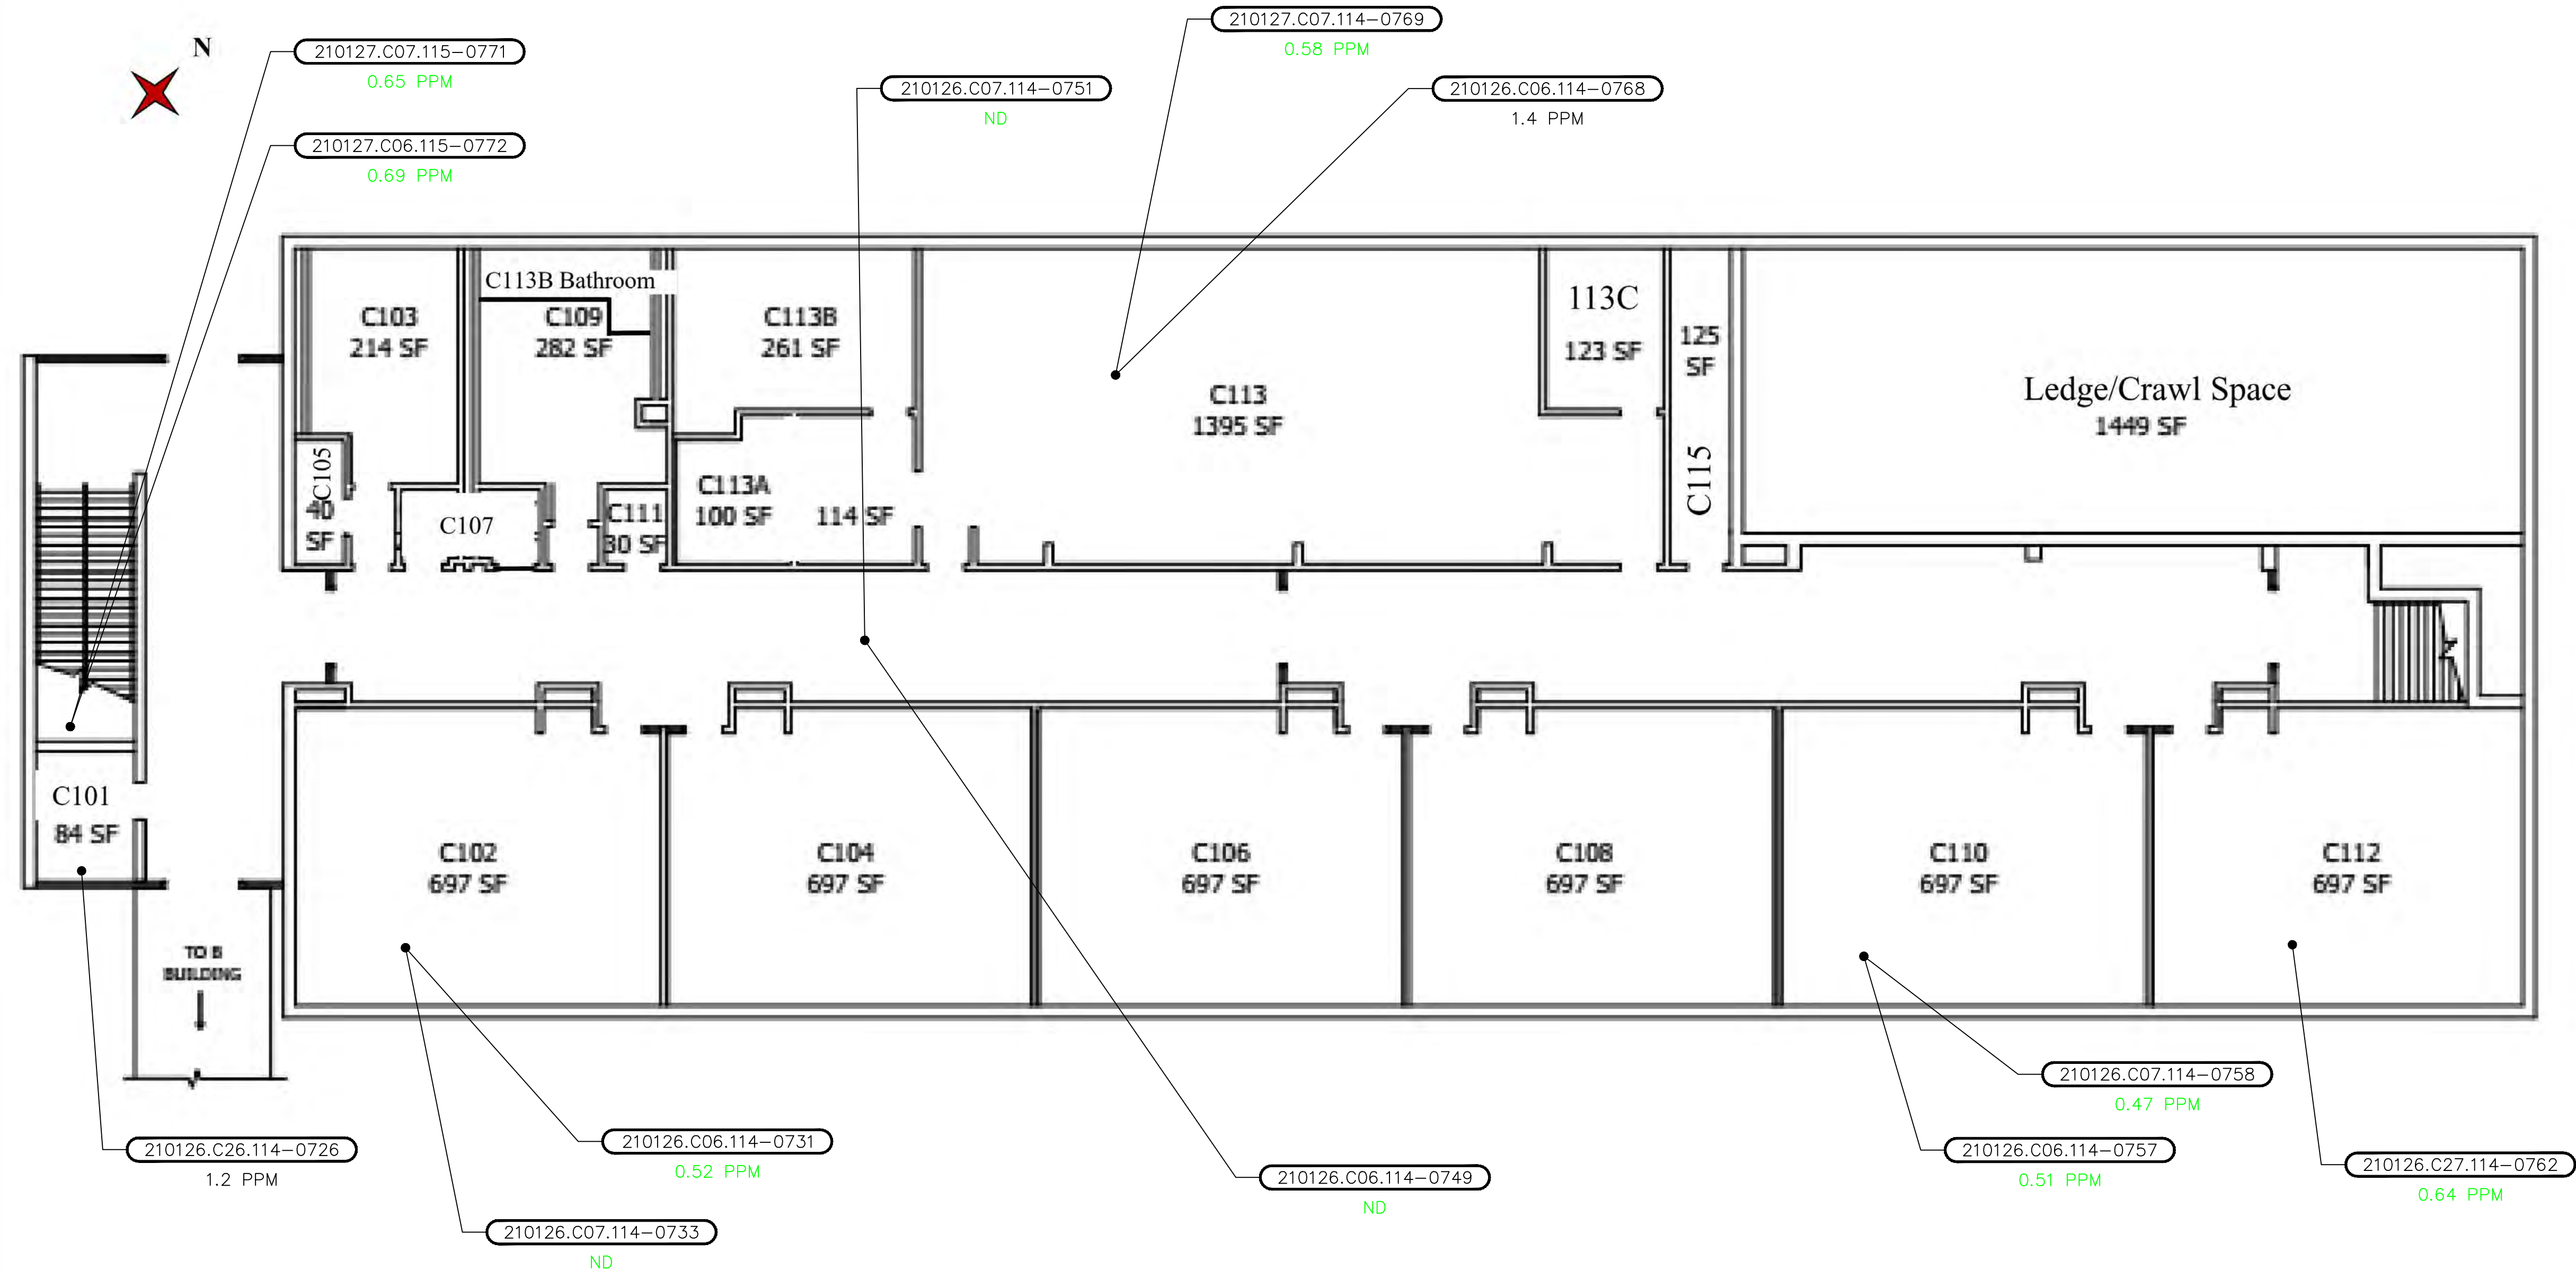 210127.C07.114-0769
0.58 PPM
N
210127.C07.115-0771
0.65 PPM
210126.C07.114-0751
ND
210126.C06.114-0768
1.4 PPM
210127.C06.115-0772
0.69 PPM
C113B Bathroom
C103
214 SF
C109
282 SF
C113B
261 SF
C113
1395 SF
113C
123 SF
125
SF
C115
Ledge/Crawl Space
1449 SF
C105
40
SF
C107
C111
30 SF
C113A
100 SF
114 SF
C101
84 SF
C102
697 SF
C104
697 SF
C106
697 SF
C108
697 SF
C110
697 SF
C112
697 SF
TO B
BUILDING
210126.C07.114-0758
0.47 PPM
210126.C26.114-0726
1.2 PPM
210126.C06.114-0731
0.52 PPM
210126.C06.114-0749
ND
210126.C06.114-0757
0.51 PPM
210126.C27.114-0762
0.64 PPM
210126.C07.114-0733
ND